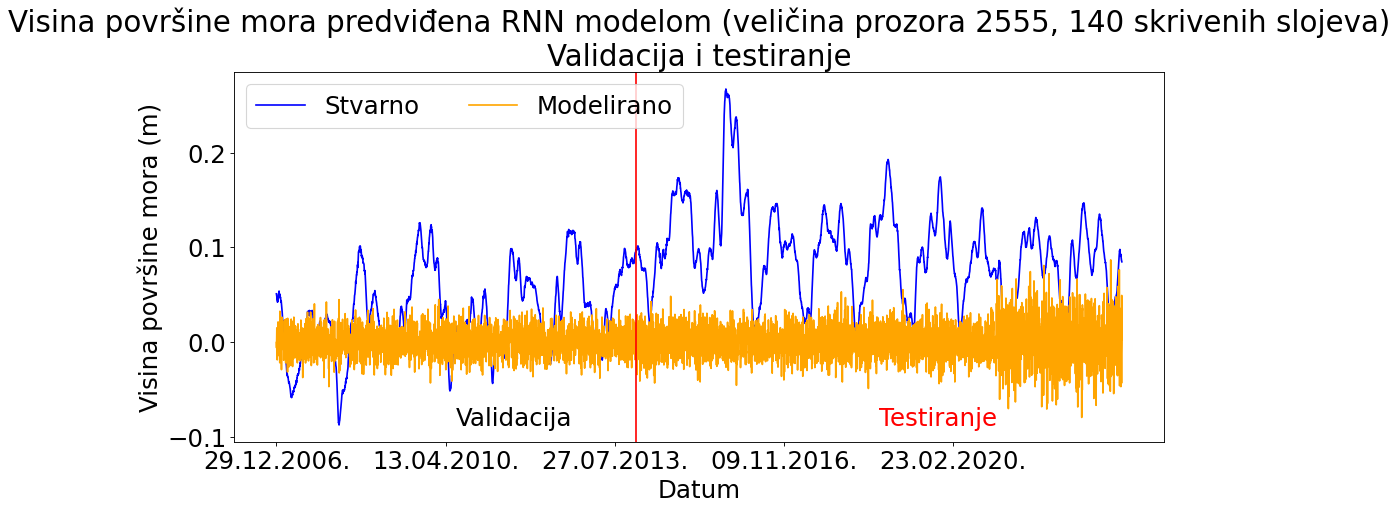 Visina površine mora predviđena RNN modelom (veličina prozora 2555, 140 skrivenih slojeva)
Validacija i testiranje
Stvarno
Modelirano
Visina površine mora (m)
0.2
0.1
0.0
−0.1
Validacija
Testiranje
29.12.2006.
13.04.2010.
27.07.2013.
09.11.2016.
23.02.2020.
Datum